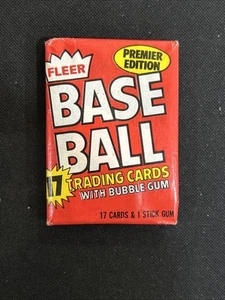 FLEER
PREMIER
EDITION
BASE
BALL
17 TRADING CARDS
WITH BUBBLE GUM
17 CARDS & 1 STICK GUM